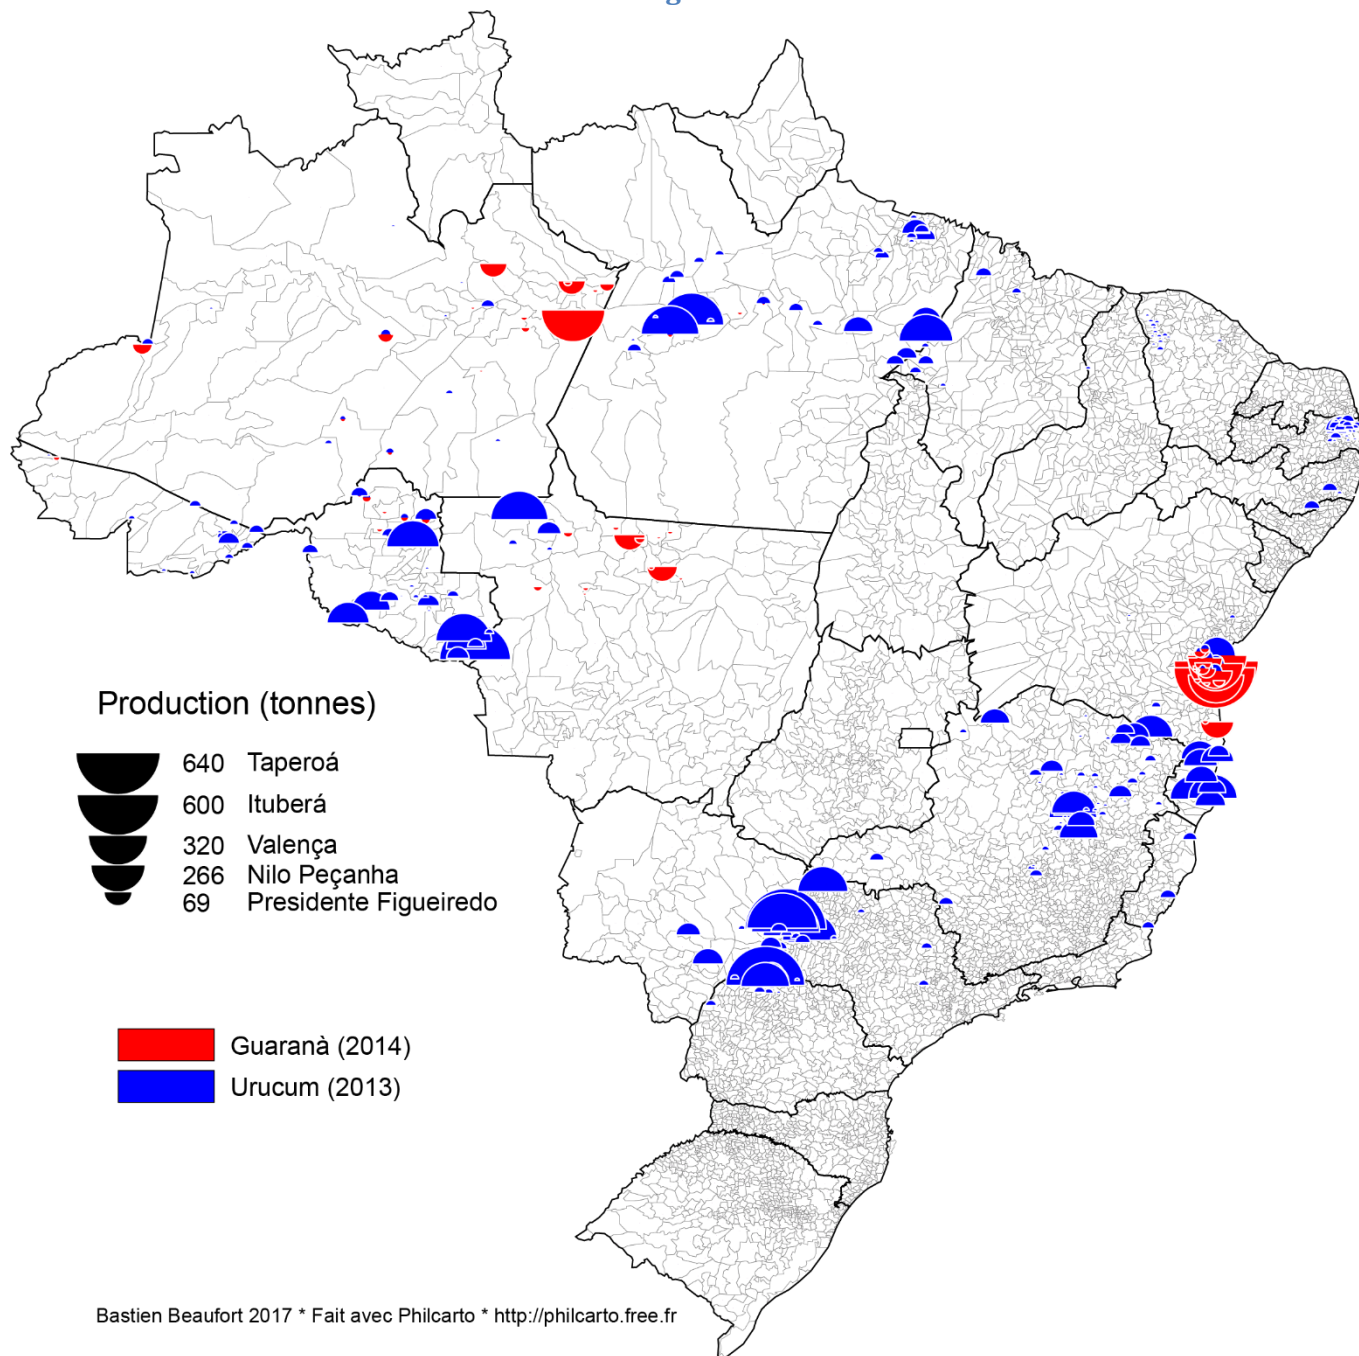 Production (tonnes)
640 Taperoá
600 Ituberá
320 Valença
266 Nilo Peçanha
69 Presidente Figueiredo
Guaranà (2014)
Urucum (2013)
Bastien Beaufort 2017 * Fait avec Philcarto * http://philcarto.free.fr